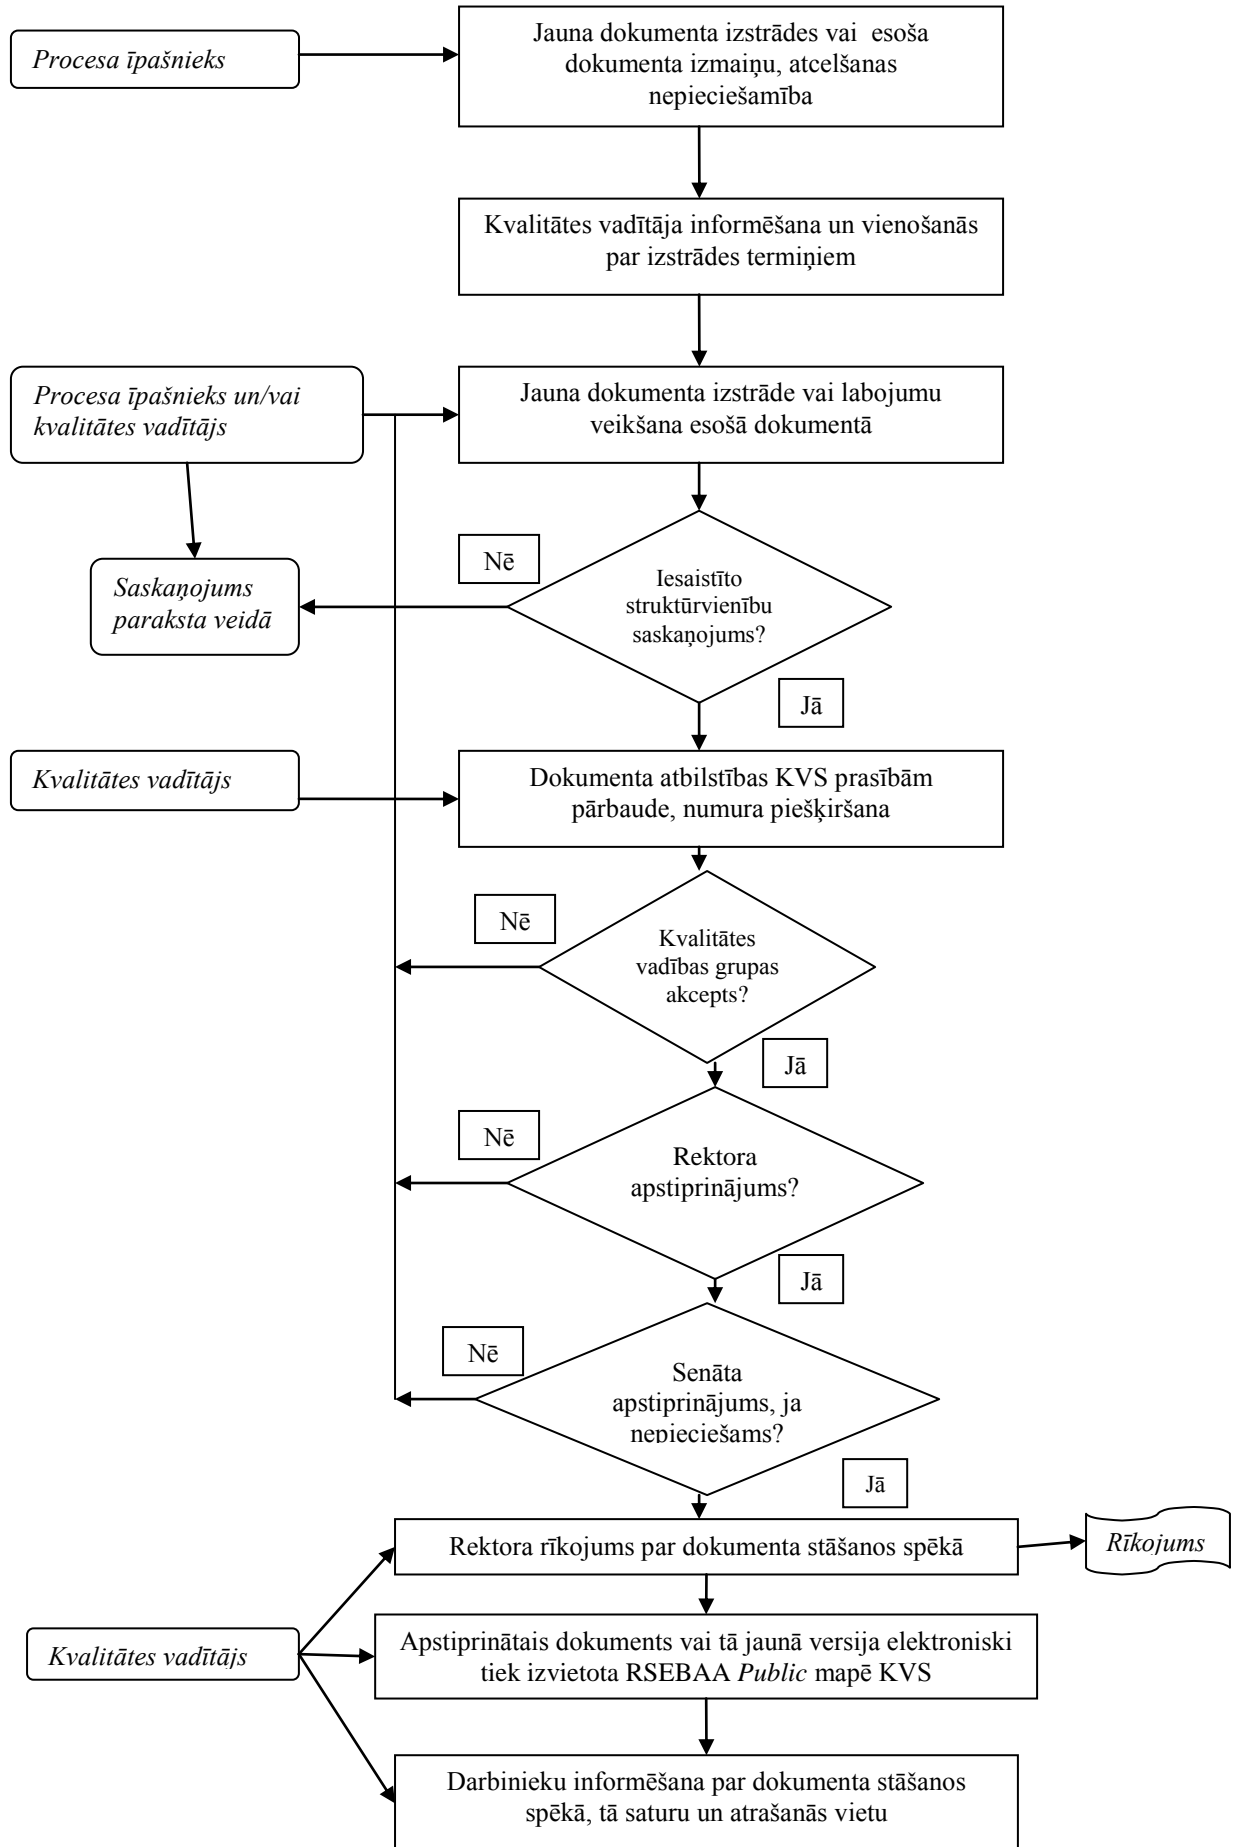 Procesa īpašnieks
Jauna dokumenta izstrādes vai esoša
dokumenta izmaiņu, atcelšanas
nepieciešamība
Kvalitātes vadītāja informēšana un vienošanās
par izstrādes termiņiem
Procesa īpašnieks un/vai
kvalitātes vadītājs
Jauna dokumenta izstrāde vai labojumu
veikšana esošā dokumentā
Nē
Iesaistīto
struktūrvienību
saskaņojums?
Saskaņojums
paraksta veidā
Jā
Kvalitātes vadītājs
Dokumenta atbilstības KVS prasībām
pārbaude, numura piešķiršana
Nē
Kvalitātes
vadības grupas
akcepts?
Jā
Nē
Rektora
apstiprinājums?
Jā
Nē
Senāta
apstiprinājums, ja
nepieciešams?
Jā
Rektora rīkojums par dokumenta stāšanos spēkā
Rīkojums
Kvalitātes vadītājs
Apstiprinātais dokuments vai tā jaunā versija elektroniski
tiek izvietota RSEBAA Public mapē KVS
Darbinieku informēšana par dokumenta stāšanos
spēkā, tā saturu un atrašanās vietu